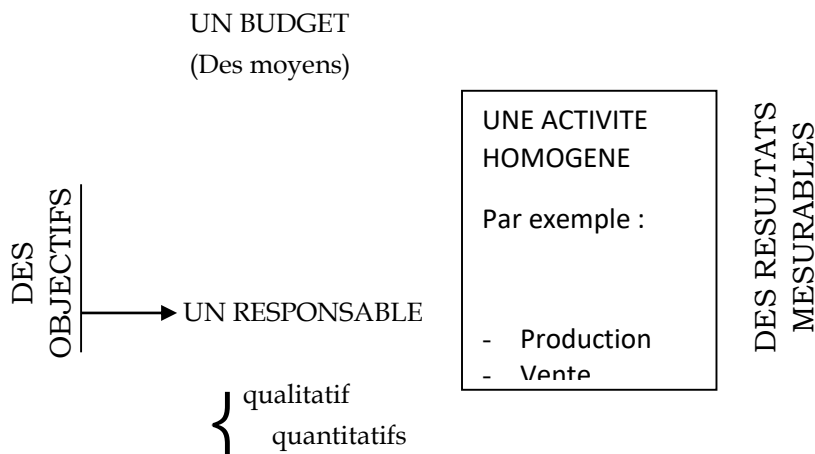 UN BUDGET
(Des moyens)
DES
OBJECTIFS
UN RESPONSABLE
UNE ACTIVITE
HOMOGENE
Par exemple :
- Production
- Vente
qualitatif
quantitatifs
DES RESULTATS
MESURABLES